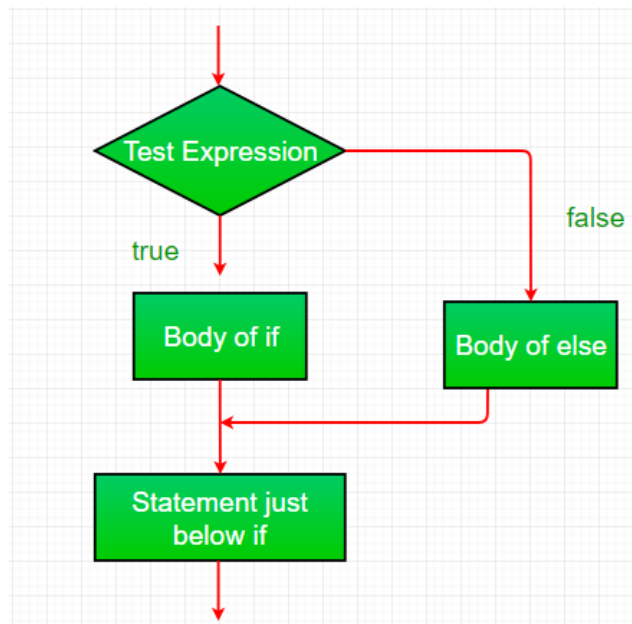 Test Expression
false
true
Body of if
Body of else
Statement just
below if